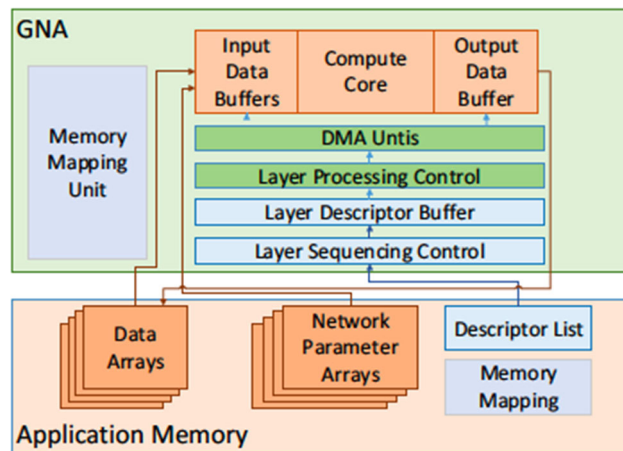 GNA
Memory
Mapping
Unit
Input
Data
Buffers
Compute
Core
Output
Data
Buffer
DMA Untis
Layer Processing Control
Layer Descriptor Buffer
Layer Sequencing Control
Data
Arrays
Network
Parameter
Arrays
Descriptor List
Memory
Mapping
Application Memory